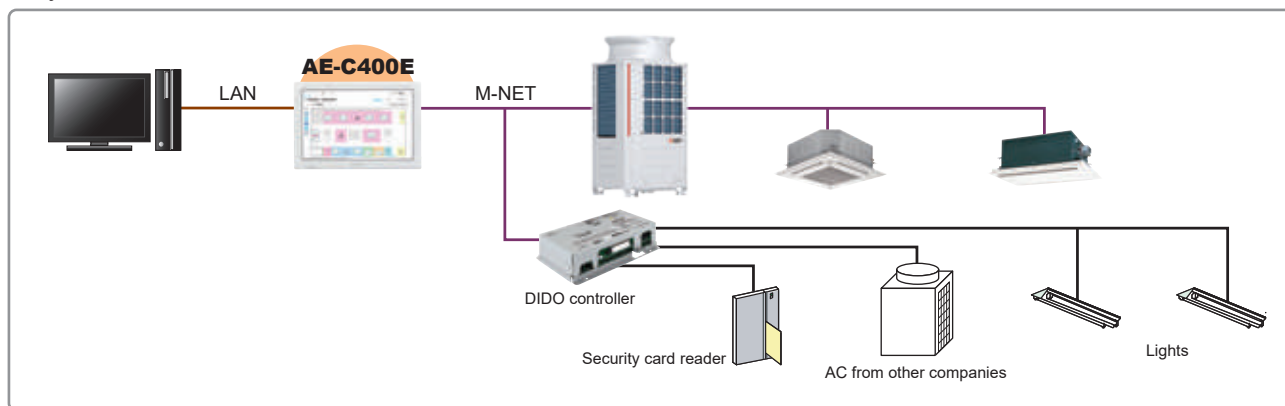 AE-C400E
LAN
M-NET
DIDO controller
Security card reader
AC from other companies
Lights